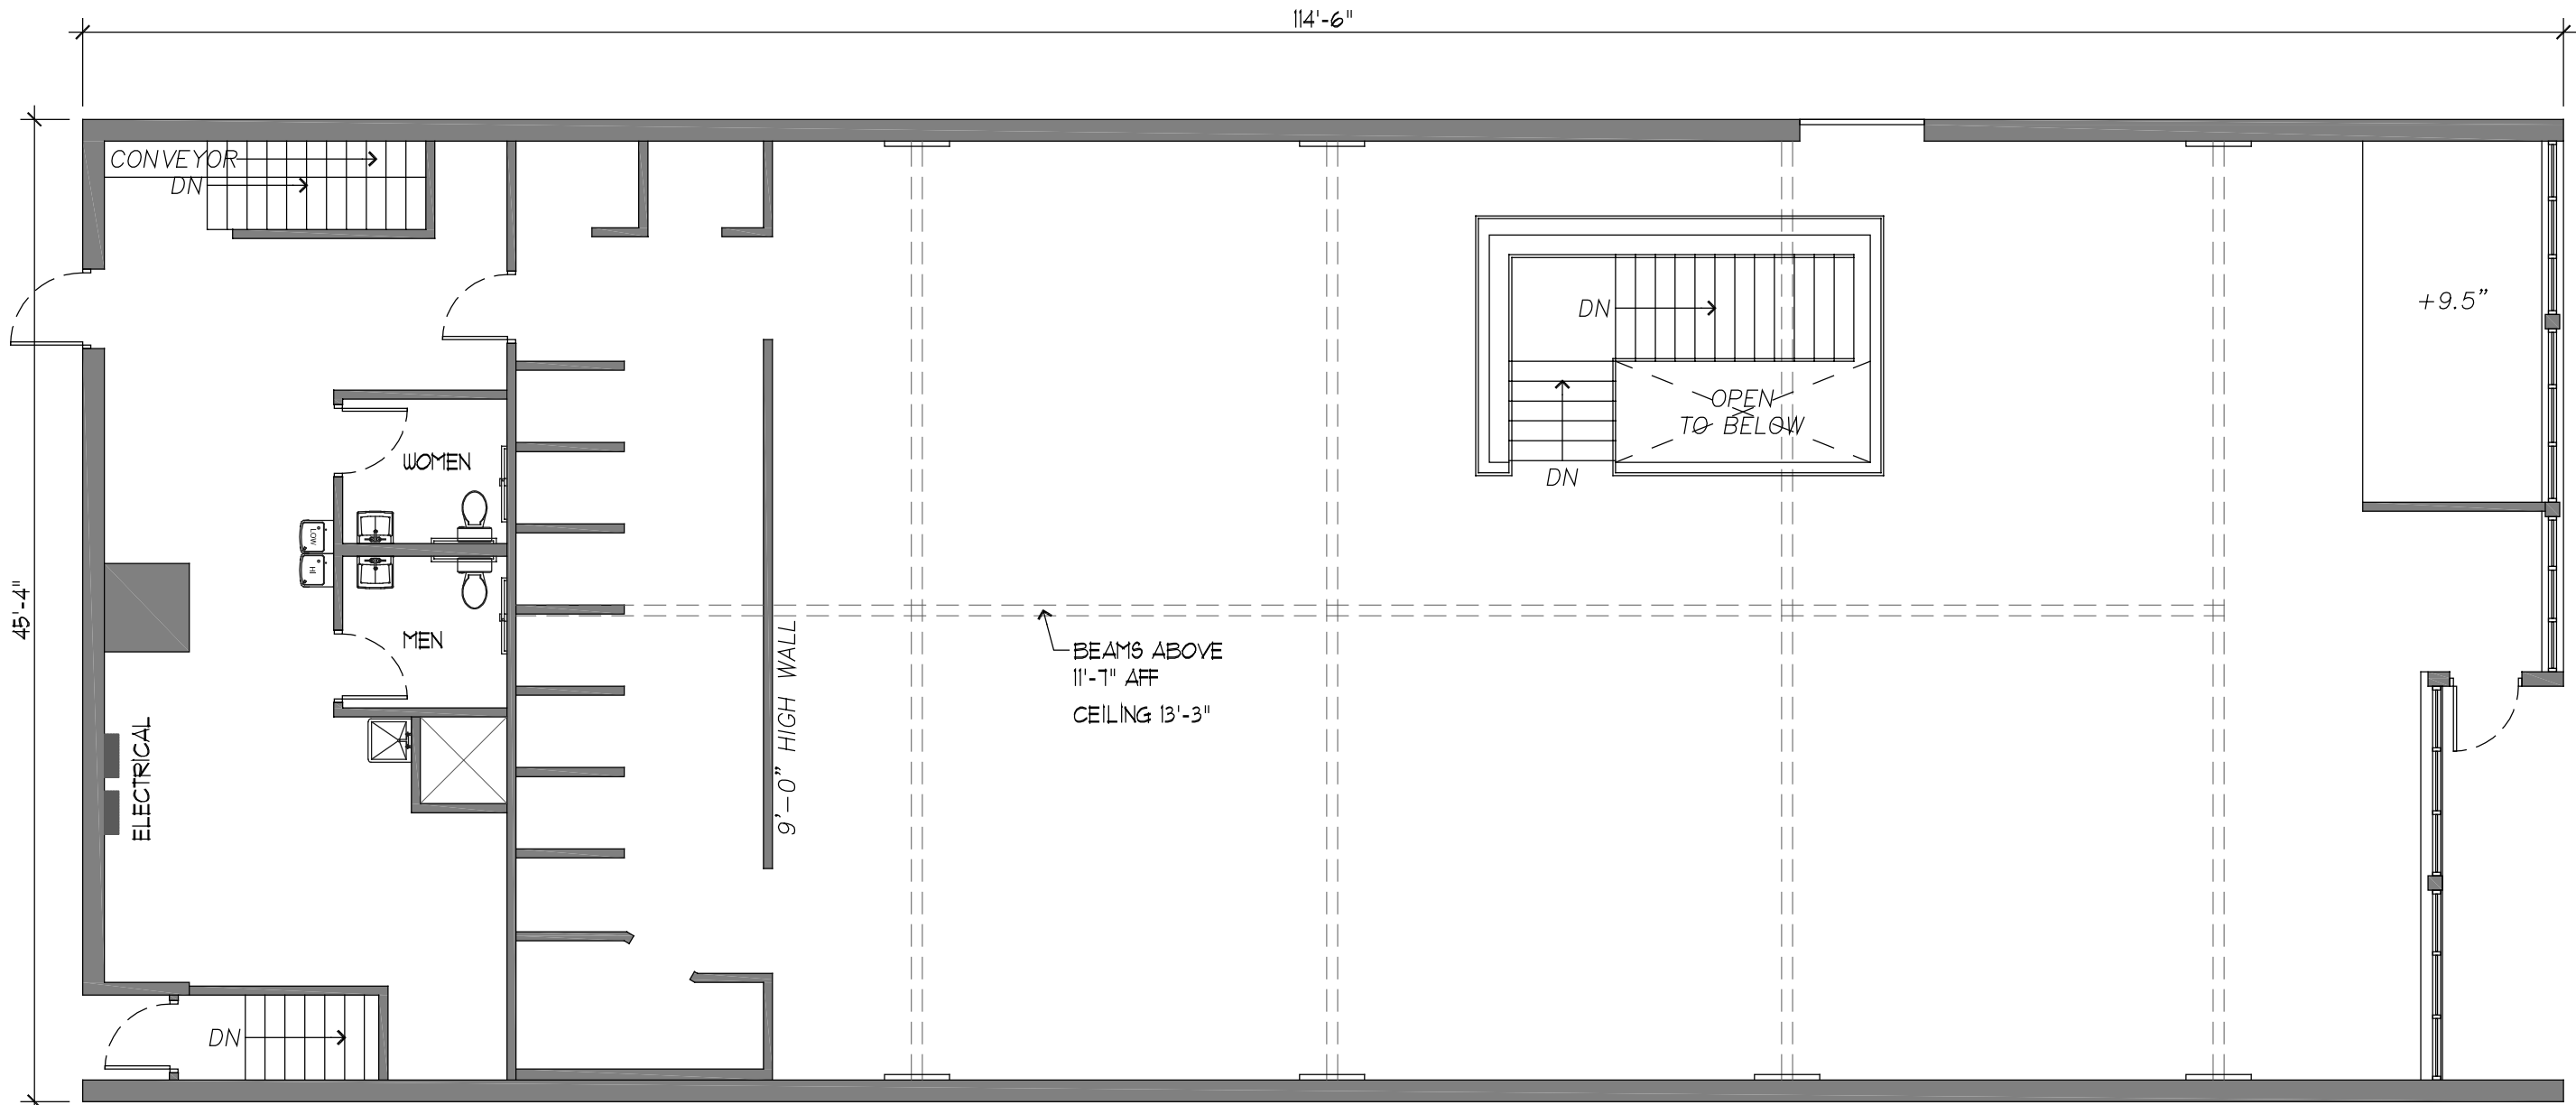 114'-6"
CONVEYOR
DN
+9.5”
DN
OPEN
TO BELOW
DN
WOMEN
LOW
HI
45'-4"
MEN
9’-0” HIGH WALL
BEAMS ABOVE
11'-7" AFF
CEILING 13'-3"
ELECTRICAL
DN